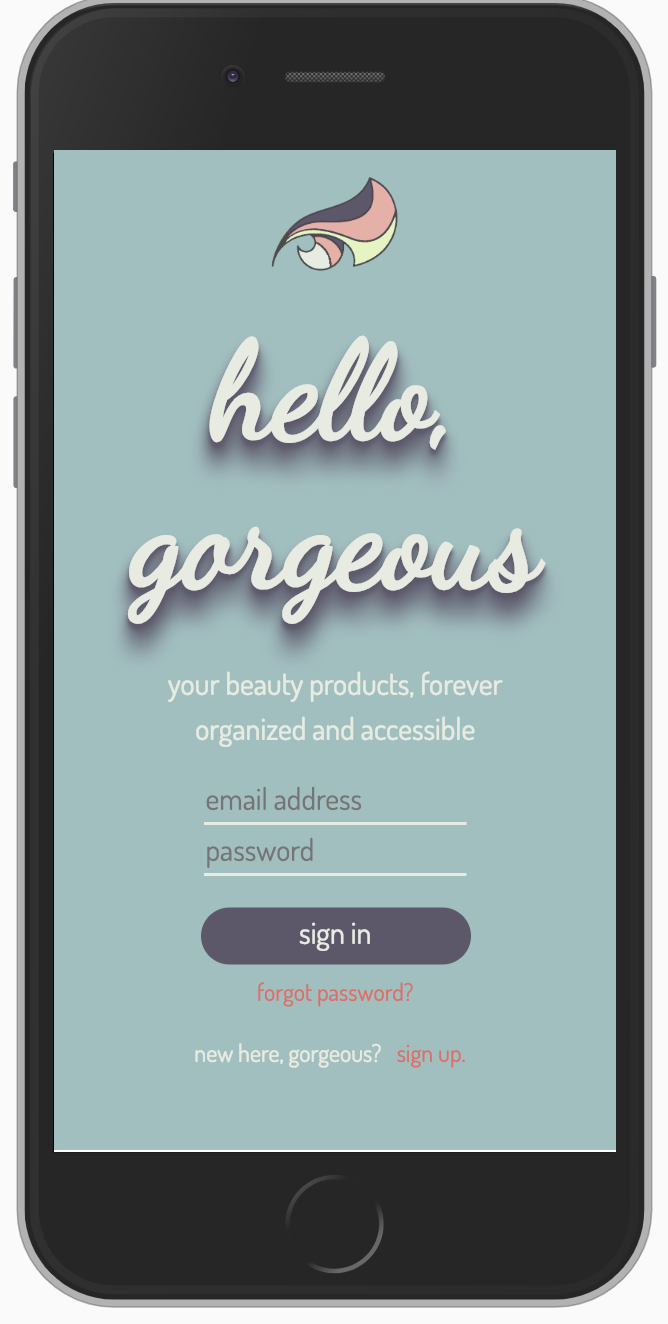 hello,
gorgeous
your beauty products, forever
organized and accessible
email address
password
sign in
forgot password?
new here, gorgeous? sign up.